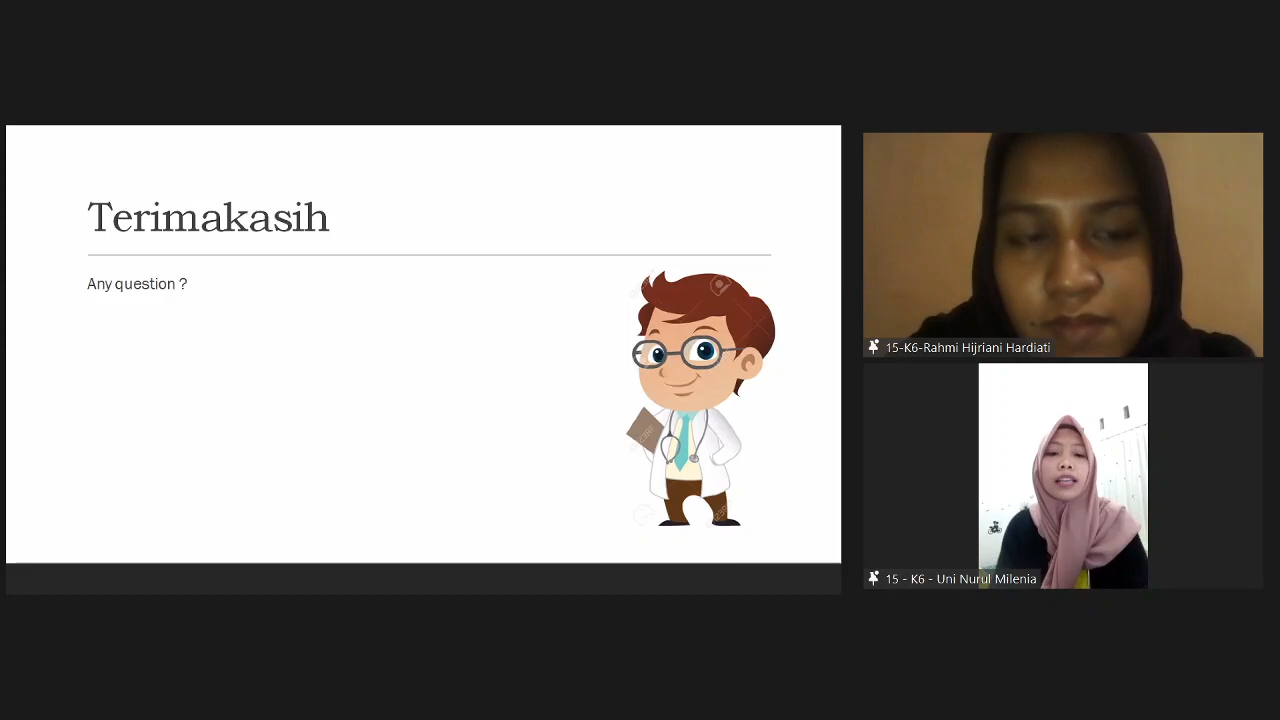 Terimakasih
Any question ?
15-K6-Rahmi Hijriani Hardiati
15 - K6 - Uni Nurul Milenia